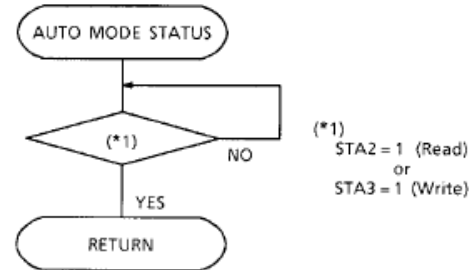 AUTO MODE STATUS
(*1)
NO
YES
RETURN
(*1)
STA2 = 1 (Read)
or
STA3 = 1 (Write)